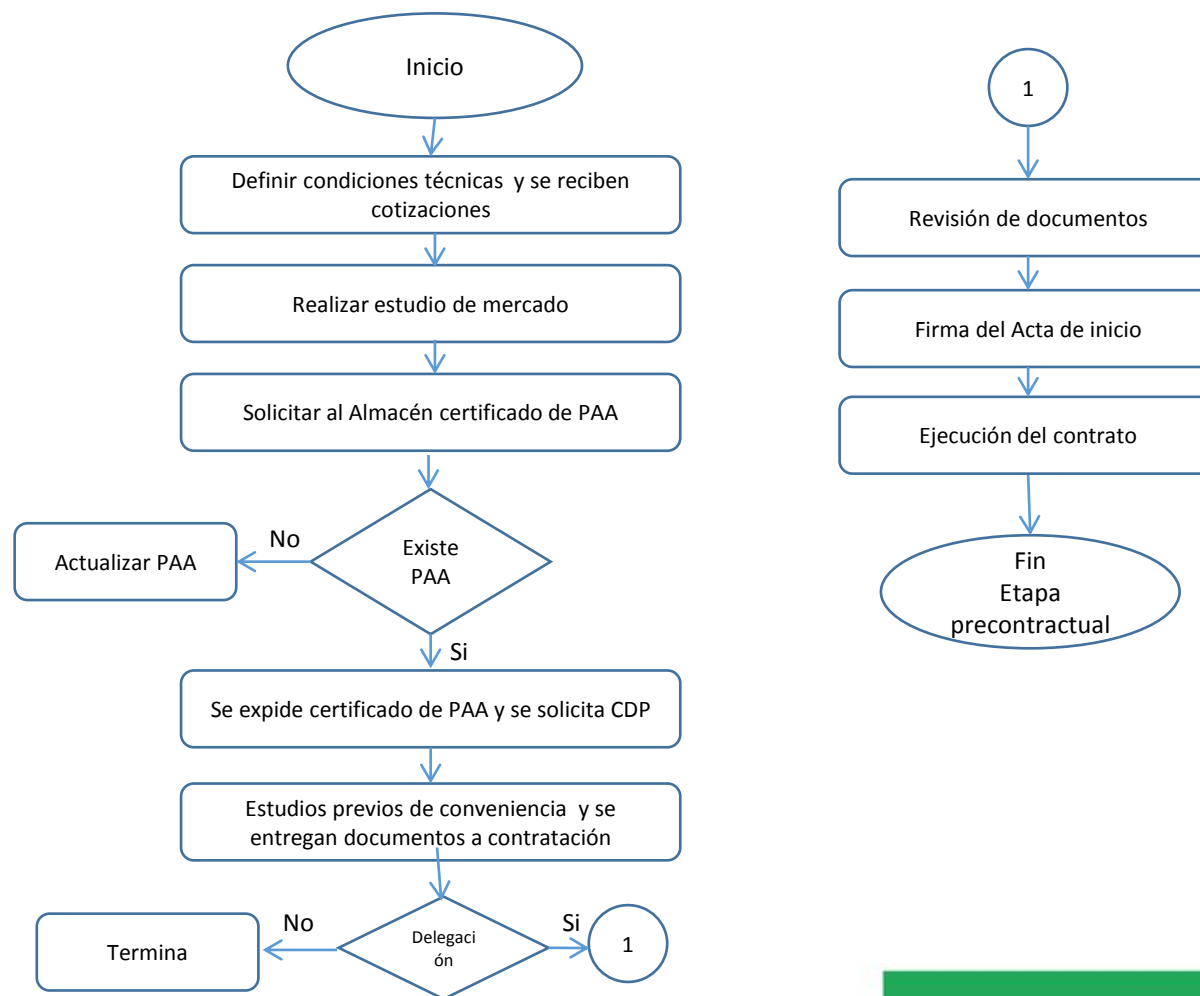 Inicio
Definir condiciones técnicas y se reciben
cotizaciones
Realizar estudio de mercado
Solicitar al Almacén certificado de PAA
Existe
PAA
No
Actualizar PAA
Si
Se expide certificado de PAA y se solicita CDP
Estudios previos de conveniencia y se
entregan documentos a contratación
Delegaci
ón
No
Termina
Si
1
1
Revisión de documentos
Firma del Acta de inicio
Ejecución del contrato
Fin
Etapa
precontractual